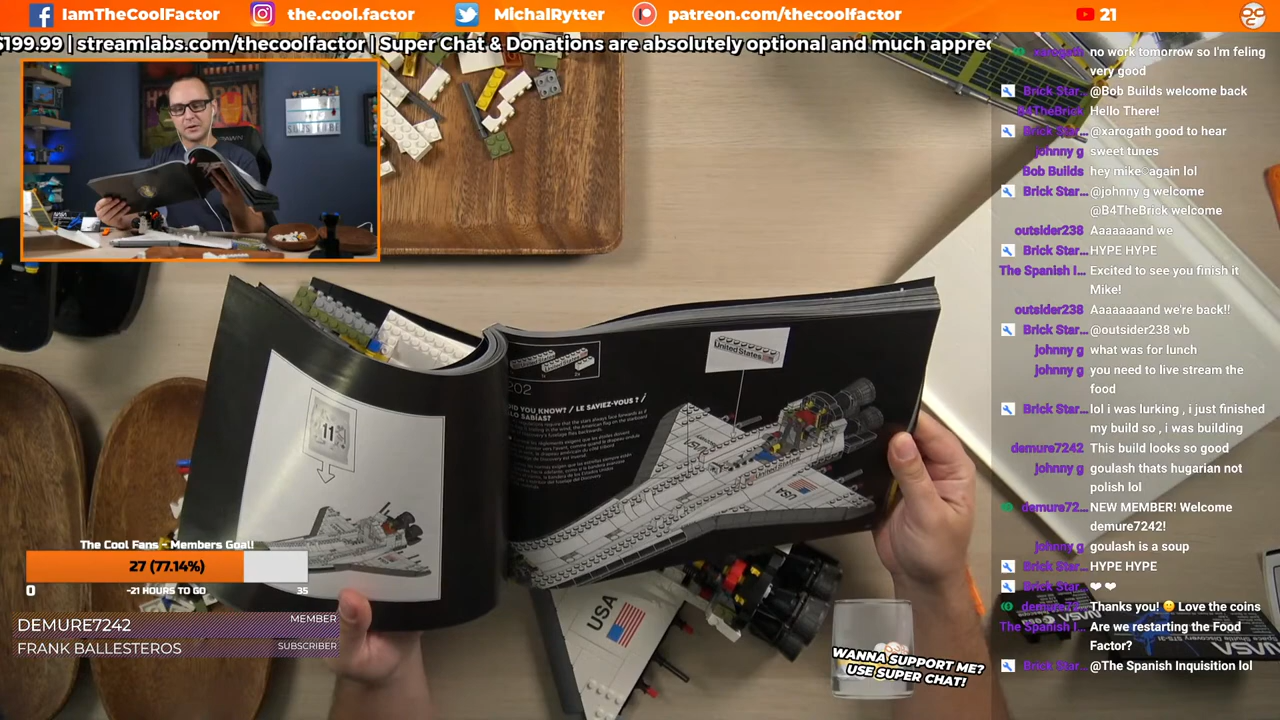 IamTheCoolFactor
the.cool.factor
MichalRytter
patreon.com/thecoolfactor
21
$199.99 | streamlabs.com/thecoolfactor | Super Chat & Donations are absolutely optional and much apprec
xarogath no work tomorrow so I'm feling
very good
Brick Star... @Bob Builds welcome back
B4TheBrick Hello There!
Brick Star... @xarogath good to hear
johnny g sweet tunes
Bob Builds hey mike again lol
Brick Star... @johnny g welcome
@B4TheBrick welcome
outsider238 Aaaaaaand we
Brick Star... HYPE HYPE
The Spanish I... Excited to see you finish it
Mike!
outsider238 Aaaaaaand we're back!!
Brick Star... @outsider238 wb
johnny g what was for lunch
johnny g you need to live stream the
food
Brick Star... lol i was lurking , i just finished
my build so , i was building
demure7242 This build looks so good
johnny g goulash thats hugarian not
polish lol
demure72... NEW MEMBER! Welcome
demure7242!
johnny g goulash is a soup
Brick Star... HYPE HYPE
Brick Star... ❤ ❤
demure72... Thanks you! 🙂 Love the coins
The Spanish I... Are we restarting the Food
Factor?
Brick Star... @The Spanish Inquisition lol
United States
202
DID YOU KNOW? / LE SAVIEZ-VOUS ? /
¿LO SABÍAS?
11
USA
USA
USA
The Cool Fans - Members Goal!
27 (77.14%)
0
~21 HOURS TO GO
35
DEMURE7242 MEMBER
FRANK BALLESTEROS SUBSCRIBER
WANNA SUPPORT ME?
USE SUPER CHAT!